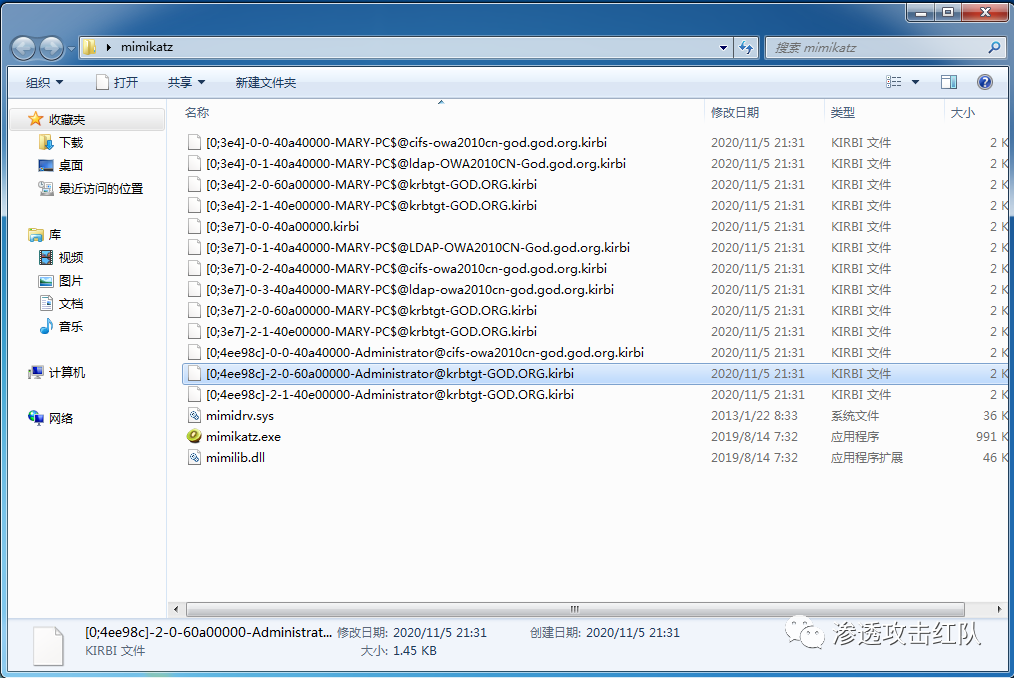 mimikatz
搜索 mimikatz
组织 打开 共享 新建文件夹
名称 修改日期 类型 大小
收藏夹
下载
桌面
最近访问的位置
库
视频
图片
文档
音乐
计算机
网络
[0;3e4]-0-0-40a40000-MARY-PC$@cifs-owa2010cn-god.god.org.kirbi 2020/11/5 21:31 KIRBI 文件 2 K
[0;3e4]-0-1-40a40000-MARY-PC$@ldap-OWA2010CN-God.god.org.kirbi 2020/11/5 21:31 KIRBI 文件 2 K
[0;3e4]-2-0-60a00000-MARY-PC$@krbtgt-GOD.ORG.kirbi 2020/11/5 21:31 KIRBI 文件 2 K
[0;3e4]-2-1-40e00000-MARY-PC$@krbtgt-GOD.ORG.kirbi 2020/11/5 21:31 KIRBI 文件 2 K
[0;3e7]-0-0-40a00000.kirbi 2020/11/5 21:31 KIRBI 文件 2 K
[0;3e7]-0-1-40a40000-MARY-PC$@LDAP-OWA2010CN-God.god.org.kirbi 2020/11/5 21:31 KIRBI 文件 2 K
[0;3e7]-0-2-40a40000-MARY-PC$@cifs-owa2010cn-god.god.org.kirbi 2020/11/5 21:31 KIRBI 文件 2 K
[0;3e7]-0-3-40a40000-MARY-PC$@ldap-owa2010cn-god.god.org.kirbi 2020/11/5 21:31 KIRBI 文件 2 K
[0;3e7]-2-0-60a00000-MARY-PC$@krbtgt-GOD.ORG.kirbi 2020/11/5 21:31 KIRBI 文件 2 K
[0;3e7]-2-1-40e00000-MARY-PC$@krbtgt-GOD.ORG.kirbi 2020/11/5 21:31 KIRBI 文件 2 K
[0;4ee98c]-0-0-40a40000-Administrator@cifs-owa2010cn-god.god.org.kirbi 2020/11/5 21:31 KIRBI 文件 2 K
[0;4ee98c]-2-0-60a00000-Administrator@krbtgt-GOD.ORG.kirbi 2020/11/5 21:31 KIRBI 文件 2 K
[0;4ee98c]-2-1-40e00000-Administrator@krbtgt-GOD.ORG.kirbi 2020/11/5 21:31 KIRBI 文件 2 K
mimidrv.sys 2013/1/22 8:33 系统文件 36 K
mimikatz.exe 2019/8/14 7:32 应用程序 991 K
mimilib.dll 2019/8/14 7:32 应用程序扩展 46 K
[0;4ee98c]-2-0-60a00000-Administrat... 修改日期: 2020/11/5 21:31 创建日期: 2020/11/5 21:31
KIRBI 文件 大小: 1.45 KB
渗透攻击红队